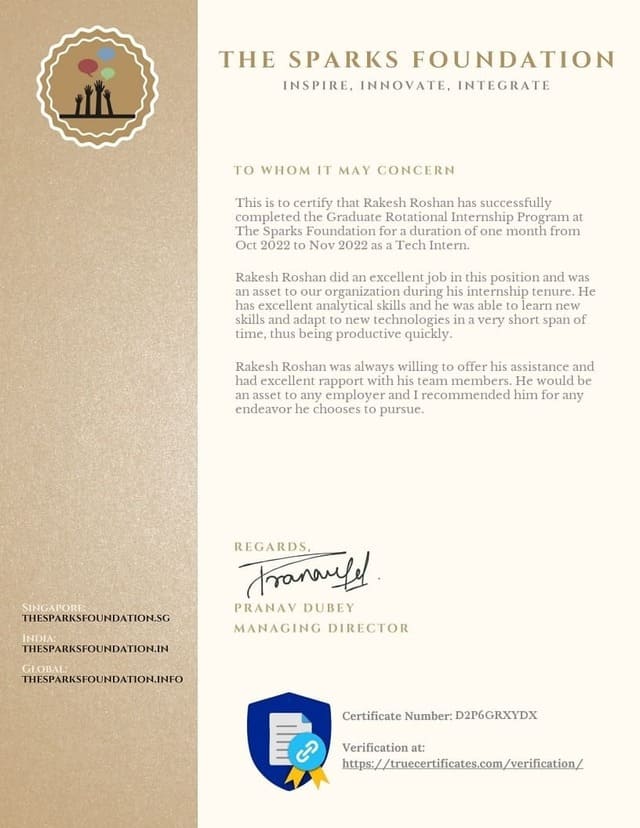 THE SPARKS FOUNDATION
INSPIRE, INNOVATE, INTEGRATE
TO WHOM IT MAY CONCERN
This is to certify that Rakesh Roshan has successfully
completed the Graduate Rotational Internship Program at
The Sparks Foundation for a duration of one month from
Oct 2022 to Nov 2022 as a Tech Intern.
Rakesh Roshan did an excellent job in this position and was
an asset to our organization during his internship tenure. He
has excellent analytical skills and he was able to learn new
skills and adapt to new technologies in a very short span of
time, thus being productive quickly.
Rakesh Roshan was always willing to offer his assistance and
had excellent rapport with his team members. He would be
an asset to any employer and I recommended him for any
endeavor he chooses to pursue.
REGARDS,
PRANAV DUBEY
MANAGING DIRECTOR
SINGAPORE:
THESPARKSFOUNDATION.SG
INDIA:
THESPARKSFOUNDATION.IN
GLOBAL:
THESPARKSFOUNDATION.INFO
Certificate Number: D2P6GRXYDX
Verification at:
https://truecertificates.com/verification/